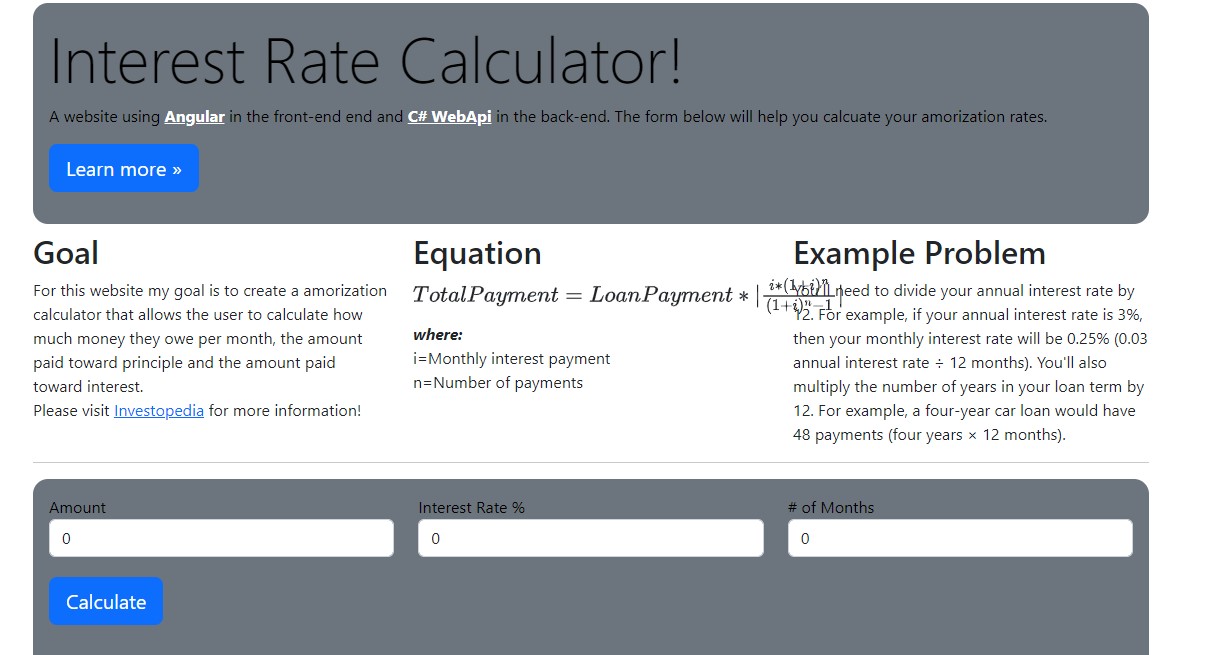 Interest Rate Calculator!
A website using Angular in the front-end end and C# WebApi in the back-end. The form below will help you calcuate your amorization rates.
Learn more »
Goal
For this website my goal is to create a amorization
calculator that allows the user to calculate how
much money they owe per month, the amount
paid toward principle and the amount paid
toward interest.
Please visit Investopedia for more information!
Equation
TotalPayment = LoanPayment ∗ | i∗(1+i)^n / (1+i)^n−1 |
where:
i=Monthly interest payment
n=Number of payments
Example Problem
You'll need to divide your annual interest rate by
12. For example, if your annual interest rate is 3%,
then your monthly interest rate will be 0.25% (0.03
annual interest rate ÷ 12 months). You'll also
multiply the number of years in your loan term by
12. For example, a four-year car loan would have
48 payments (four years × 12 months).
Amount
0
Interest Rate %
0
# of Months
0
Calculate